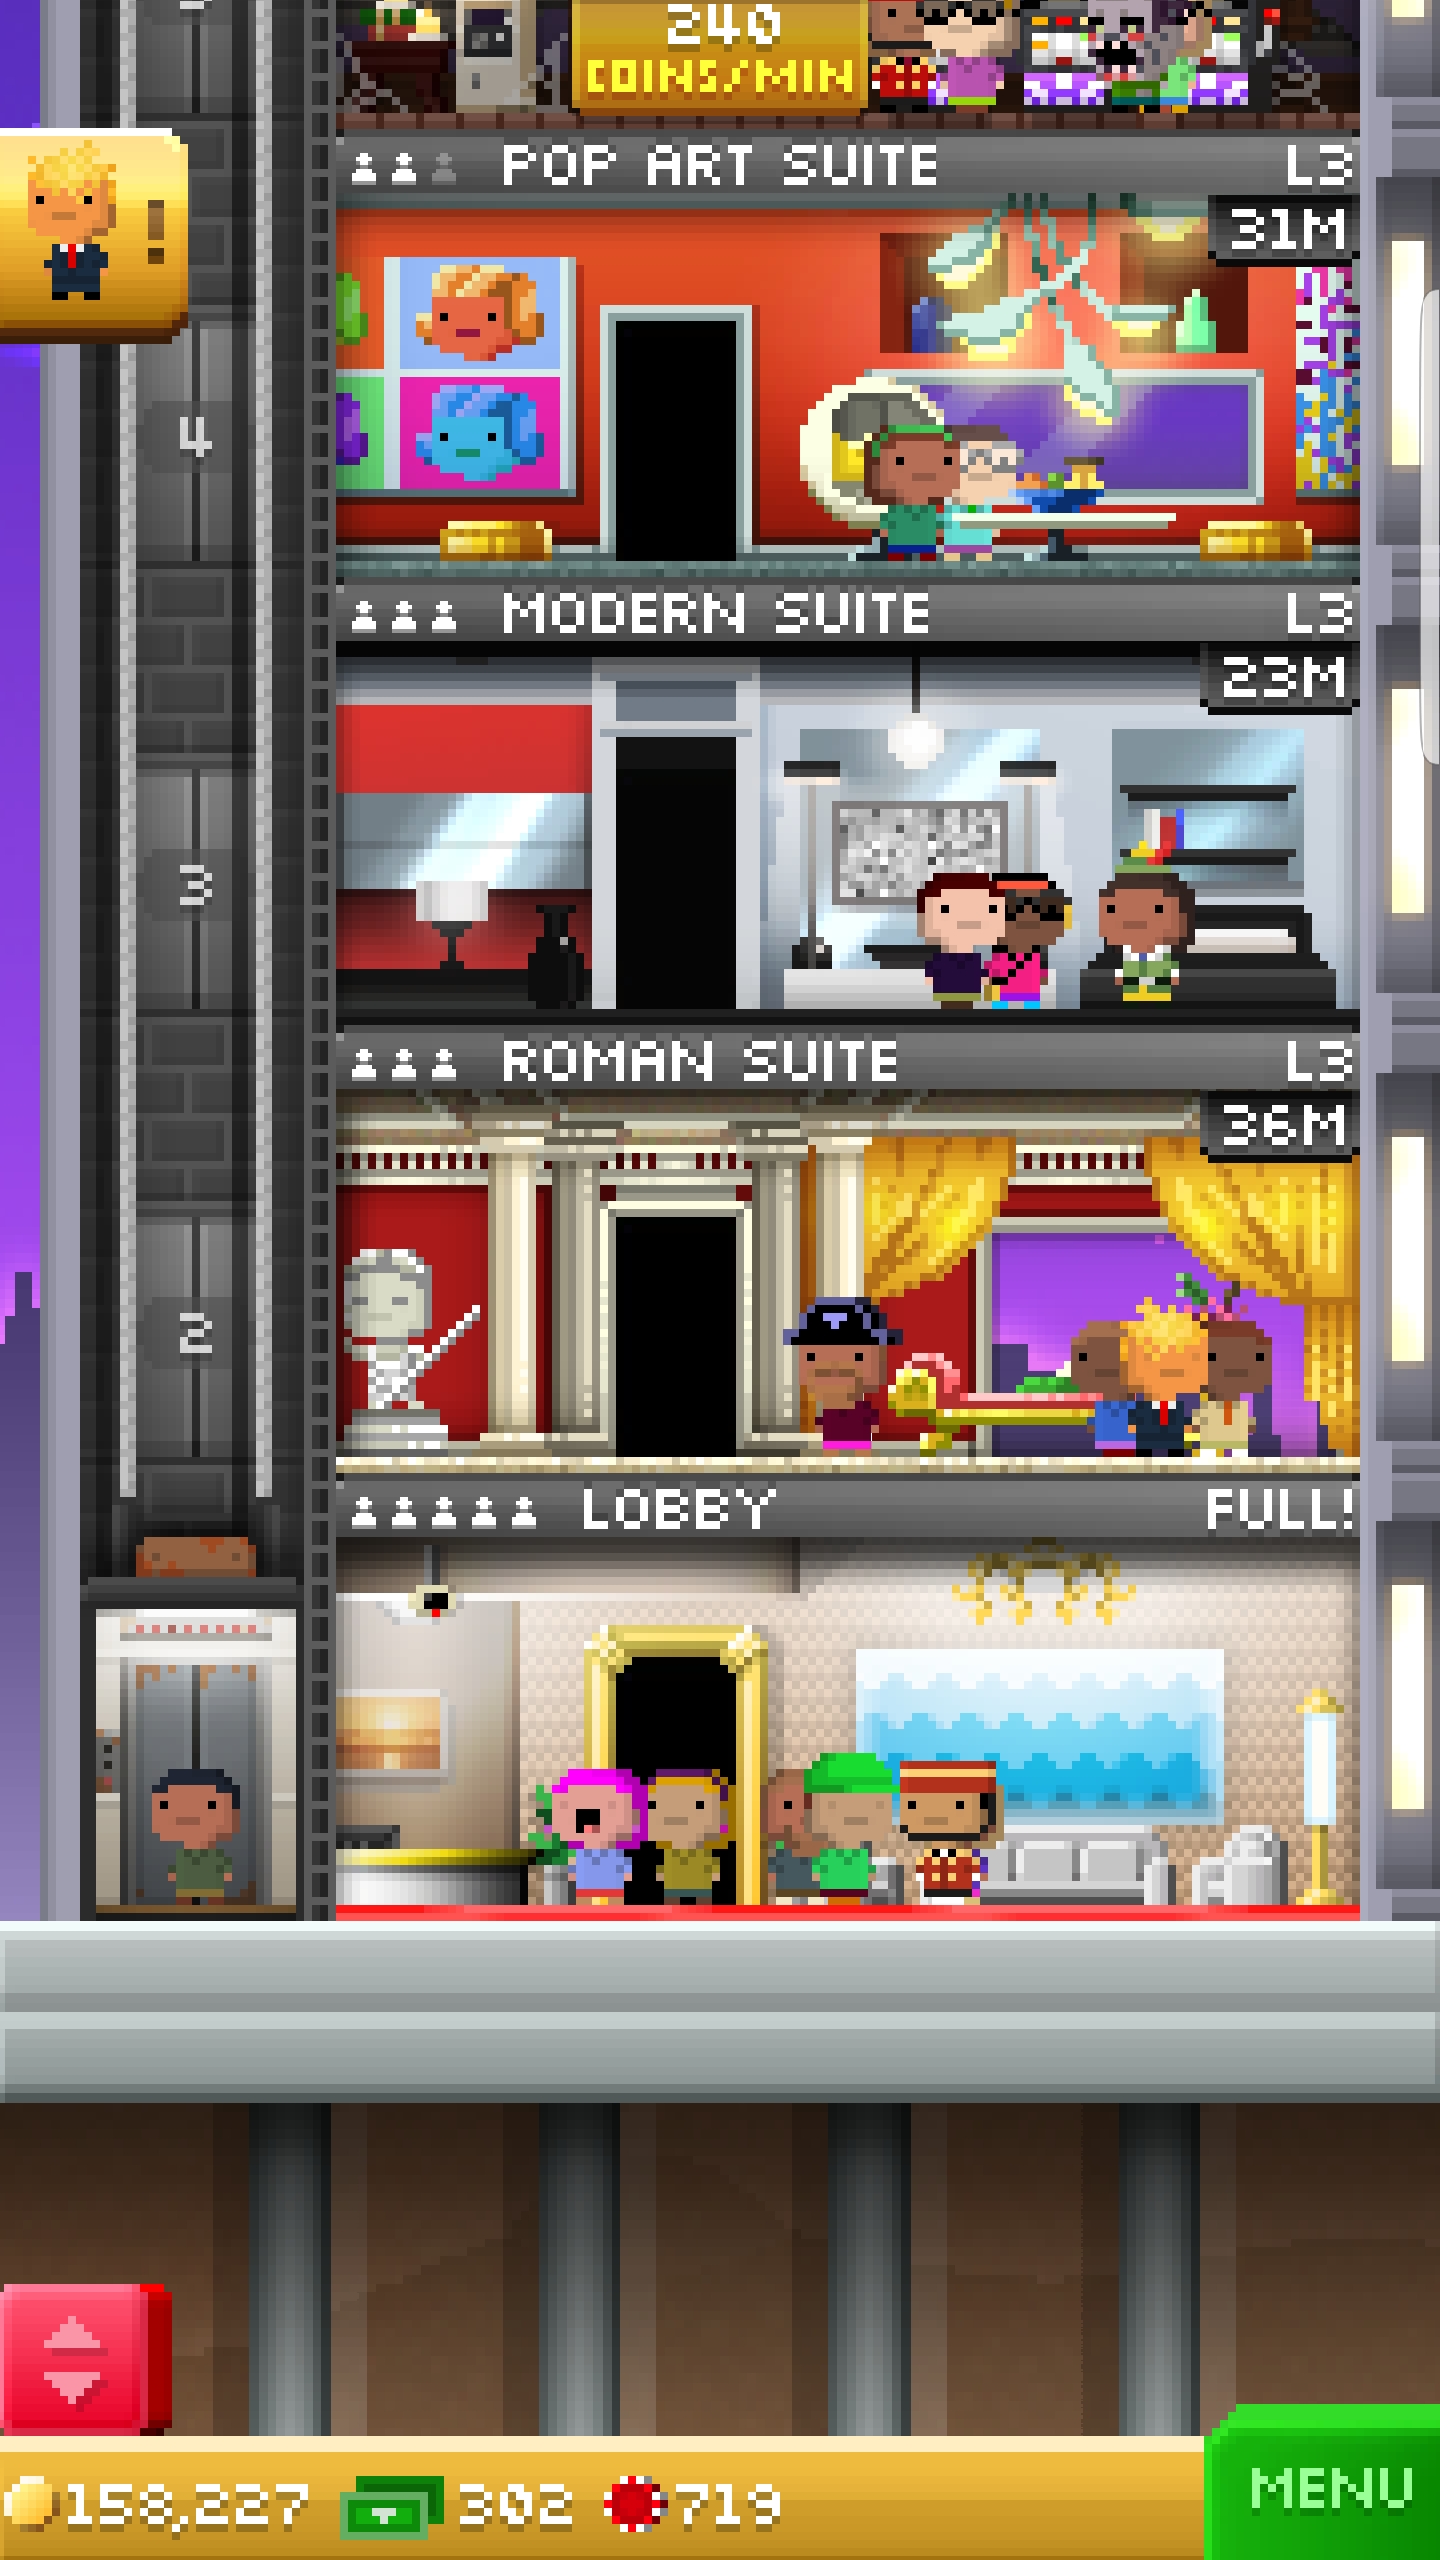 240
COINS/MIN
POP ART SUITE L3
31M
!
4
MODERN SUITE L3
23M
3
ROMAN SUITE L3
36M
2
LOBBY FULL!
158,227 302 719
MENU